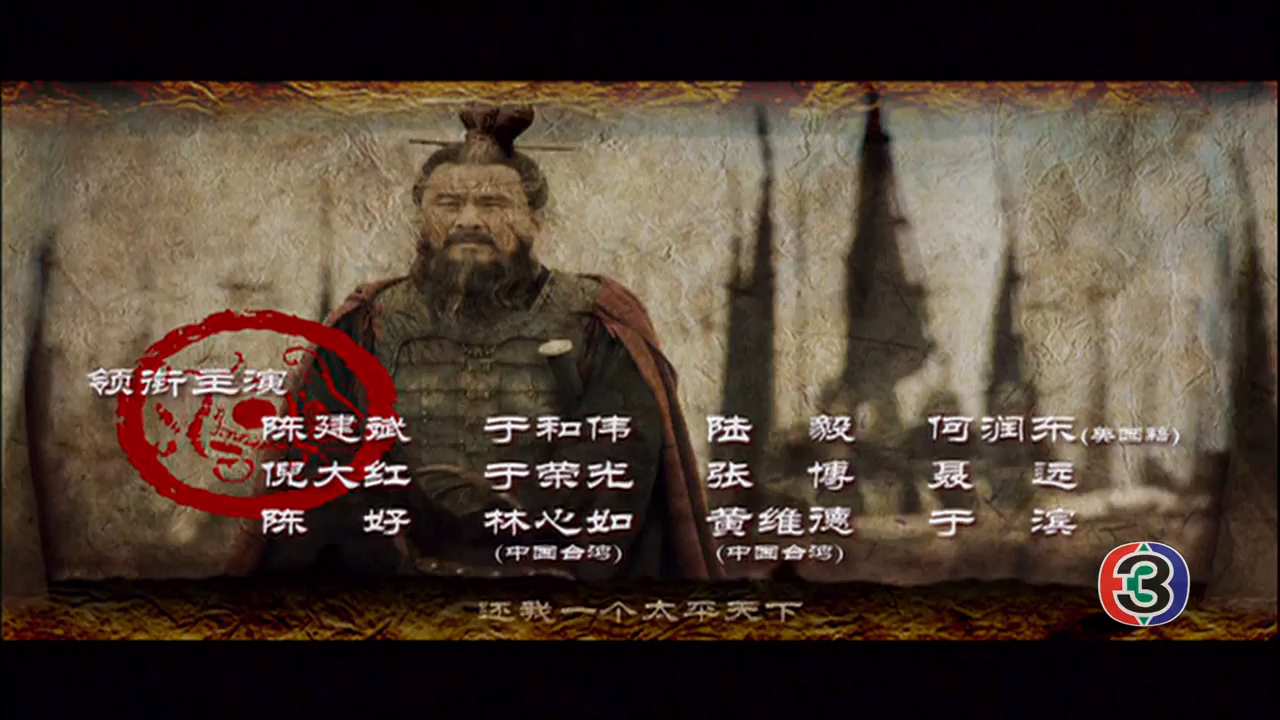 领衔主演
陈建斌 于和伟 陆毅 何润东(美国籍)
倪大红 于荣光 张博 聂远
陈好 林心如 黄维德 于滨
(中国台湾) (中国台湾)
还我一个太平天下
3